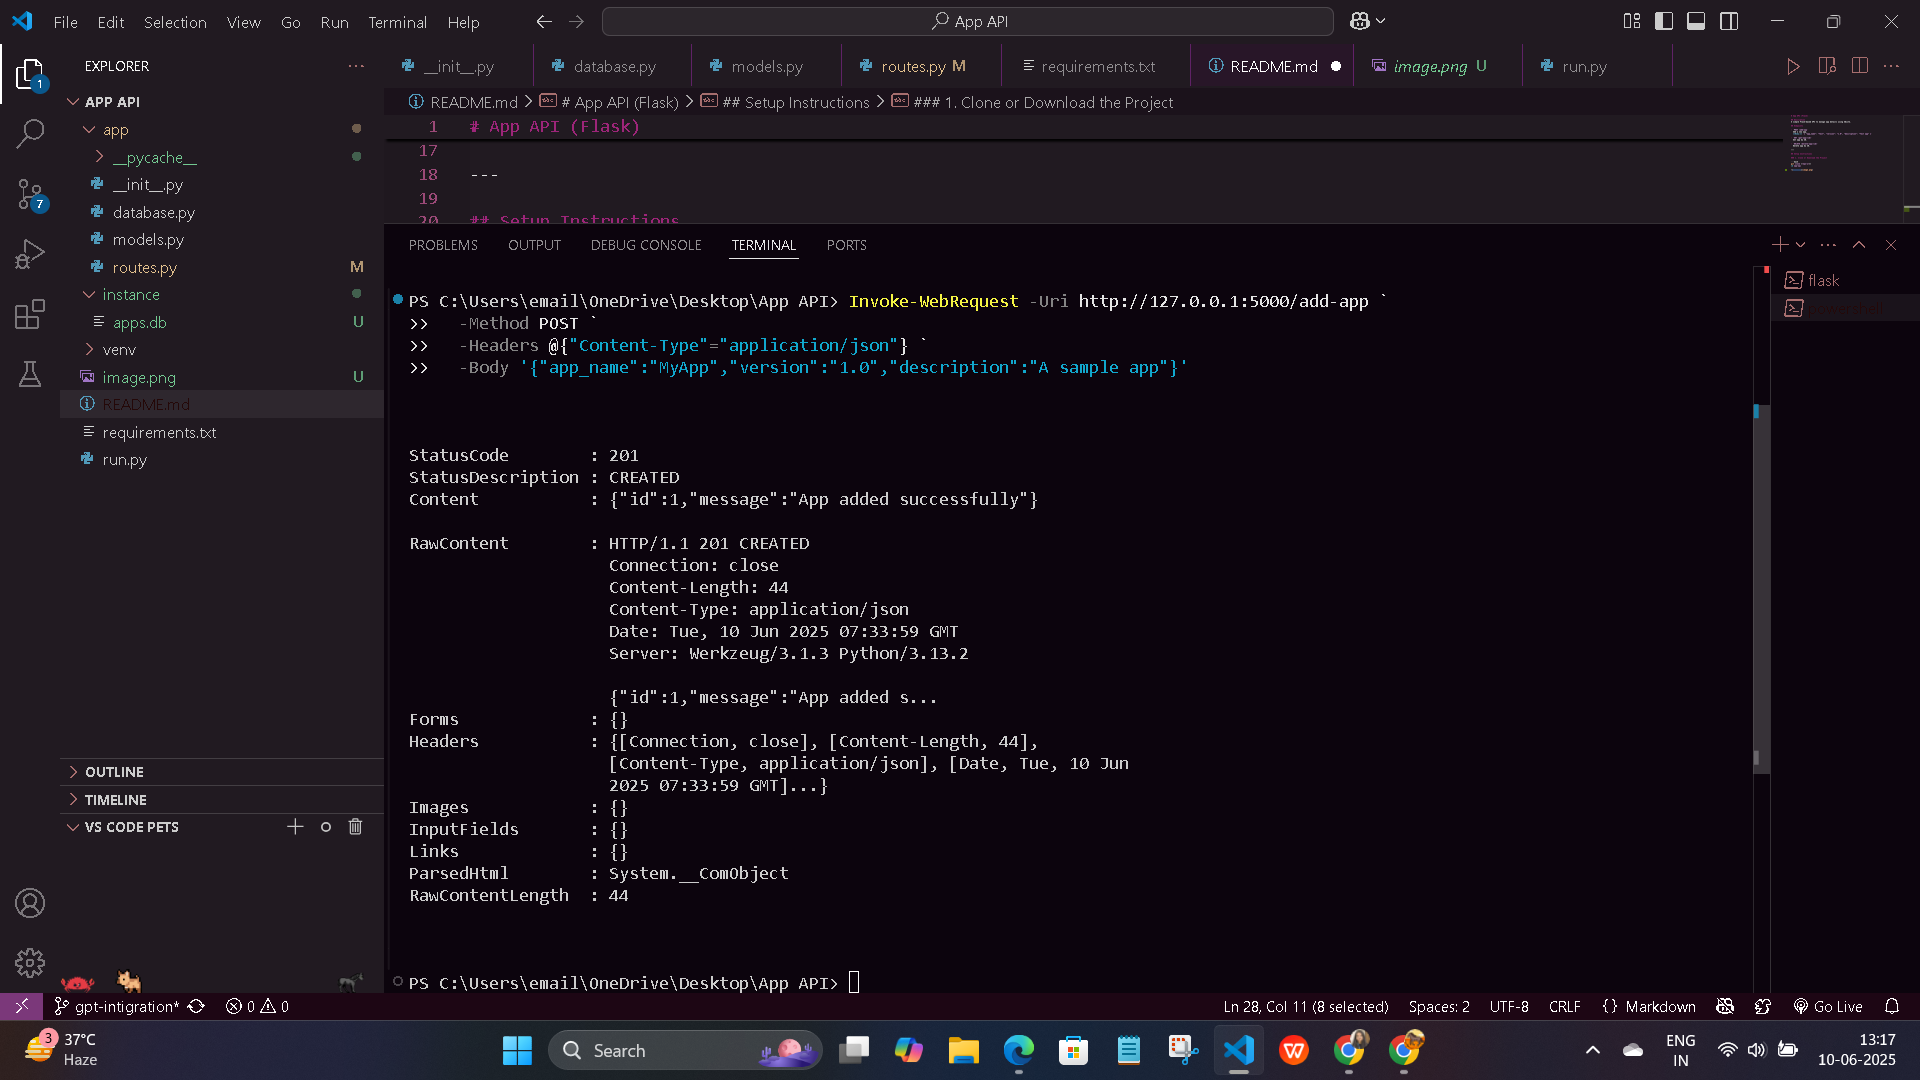 File Edit Selection View Go Run Terminal Help
App API
EXPLORER
APP API
app
__pycache__
__init__.py
database.py
models.py
routes.py M
instance
apps.db U
venv
image.png U
README.md
requirements.txt
run.py
OUTLINE
TIMELINE
VS CODE PETS
1
7
__init__.py database.py models.py routes.py M requirements.txt README.md image.png U run.py
README.md > # App API (Flask) > ## Setup Instructions > ### 1. Clone or Download the Project
1 # App API (Flask)
17
18 ---
19
20 ## Setup Instructions
PROBLEMS OUTPUT DEBUG CONSOLE TERMINAL PORTS
flask
powershell
PS C:\Users\email\OneDrive\Desktop\App API> Invoke-WebRequest -Uri http://127.0.0.1:5000/add-app `
>> -Method POST `
>> -Headers @{"Content-Type"="application/json"} `
>> -Body '{"app_name":"MyApp","version":"1.0","description":"A sample app"}'
StatusCode : 201
StatusDescription : CREATED
Content : {"id":1,"message":"App added successfully"}
RawContent : HTTP/1.1 201 CREATED
Connection: close
Content-Length: 44
Content-Type: application/json
Date: Tue, 10 Jun 2025 07:33:59 GMT
Server: Werkzeug/3.1.3 Python/3.13.2
{"id":1,"message":"App added s...
Forms : {}
Headers : {[Connection, close], [Content-Length, 44],
[Content-Type, application/json], [Date, Tue, 10 Jun
2025 07:33:59 GMT]...}
Images : {}
InputFields : {}
Links : {}
ParsedHtml : System.__ComObject
RawContentLength : 44
PS C:\Users\email\OneDrive\Desktop\App API>
gpt-intigration* 0 0 Ln 28, Col 11 (8 selected) Spaces: 2 UTF-8 CRLF {} Markdown Go Live
3
37°C
Haze
Search
ENG
IN
13:17
10-06-2025